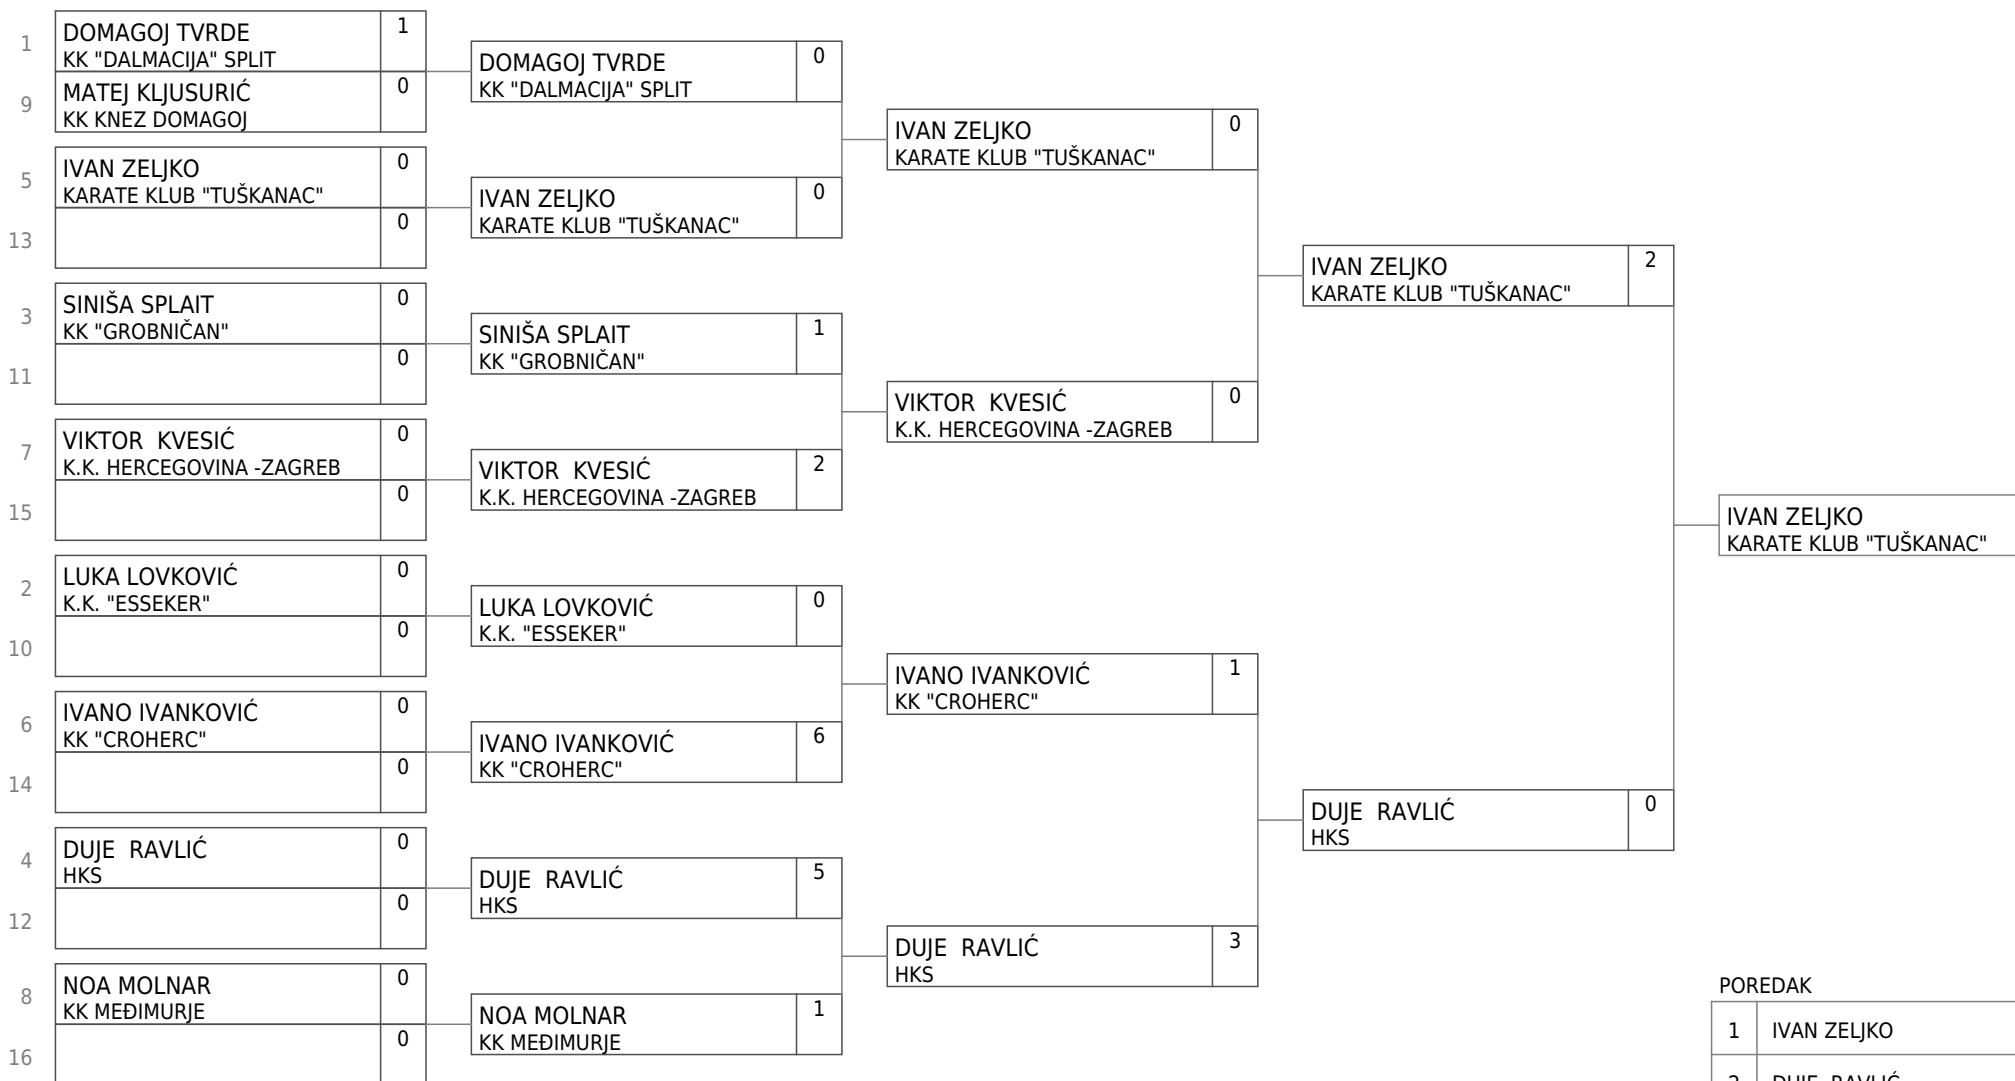 1
DOMAGOJ TVRDE
1
KK "DALMACIJA" SPLIT
9
MATEJ KLJUSURIĆ
0
KK KNEZ DOMAGOJ
5
IVAN ZELJKO
0
KARATE KLUB "TUŠKANAC"
13
0
3
SINIŠA SPLAIT
0
KK "GROBNIČAN"
11
0
7
VIKTOR KVESIĆ
0
K.K. HERCEGOVINA -ZAGREB
15
0
2
LUKA LOVKOVIĆ
0
K.K. "ESSEKER"
10
0
6
IVANO IVANKOVIĆ
0
KK "CROHERC"
14
0
4
DUJE RAVLIĆ
0
HKS
12
0
8
NOA MOLNAR
0
KK MEĐIMURJE
16
0
DOMAGOJ TVRDE
0
KK "DALMACIJA" SPLIT
IVAN ZELJKO
0
KARATE KLUB "TUŠKANAC"
SINIŠA SPLAIT
1
KK "GROBNIČAN"
VIKTOR KVESIĆ
2
K.K. HERCEGOVINA -ZAGREB
LUKA LOVKOVIĆ
0
K.K. "ESSEKER"
IVANO IVANKOVIĆ
6
KK "CROHERC"
DUJE RAVLIĆ
5
HKS
NOA MOLNAR
1
KK MEĐIMURJE
IVAN ZELJKO
0
KARATE KLUB "TUŠKANAC"
VIKTOR KVESIĆ
0
K.K. HERCEGOVINA -ZAGREB
IVANO IVANKOVIĆ
1
KK "CROHERC"
DUJE RAVLIĆ
3
HKS
IVAN ZELJKO
2
KARATE KLUB "TUŠKANAC"
DUJE RAVLIĆ
0
HKS
IVAN ZELJKO
KARATE KLUB "TUŠKANAC"
POREDAK
1 IVAN ZELJKO
2 DUJE RAVLIĆ